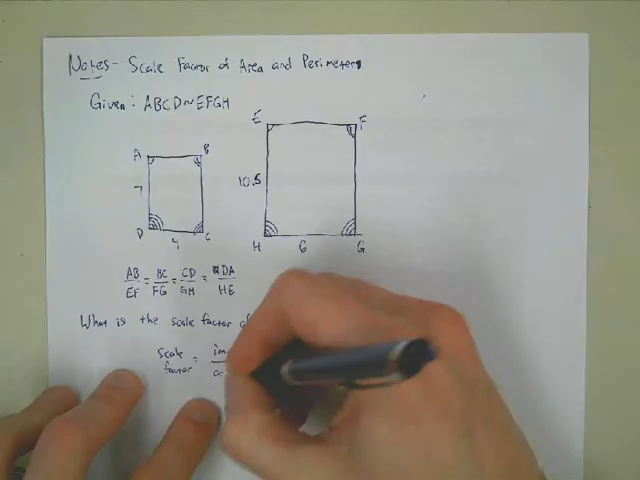 Notes - Scale Factor of Area and Perimeter
Given: ABCD ~ EFGH
E F
A B
7 10.5
D C
4
H 6 G
AB/EF = BC/FG = CD/GH = DA/HE
What is the scale factor
scale factor =